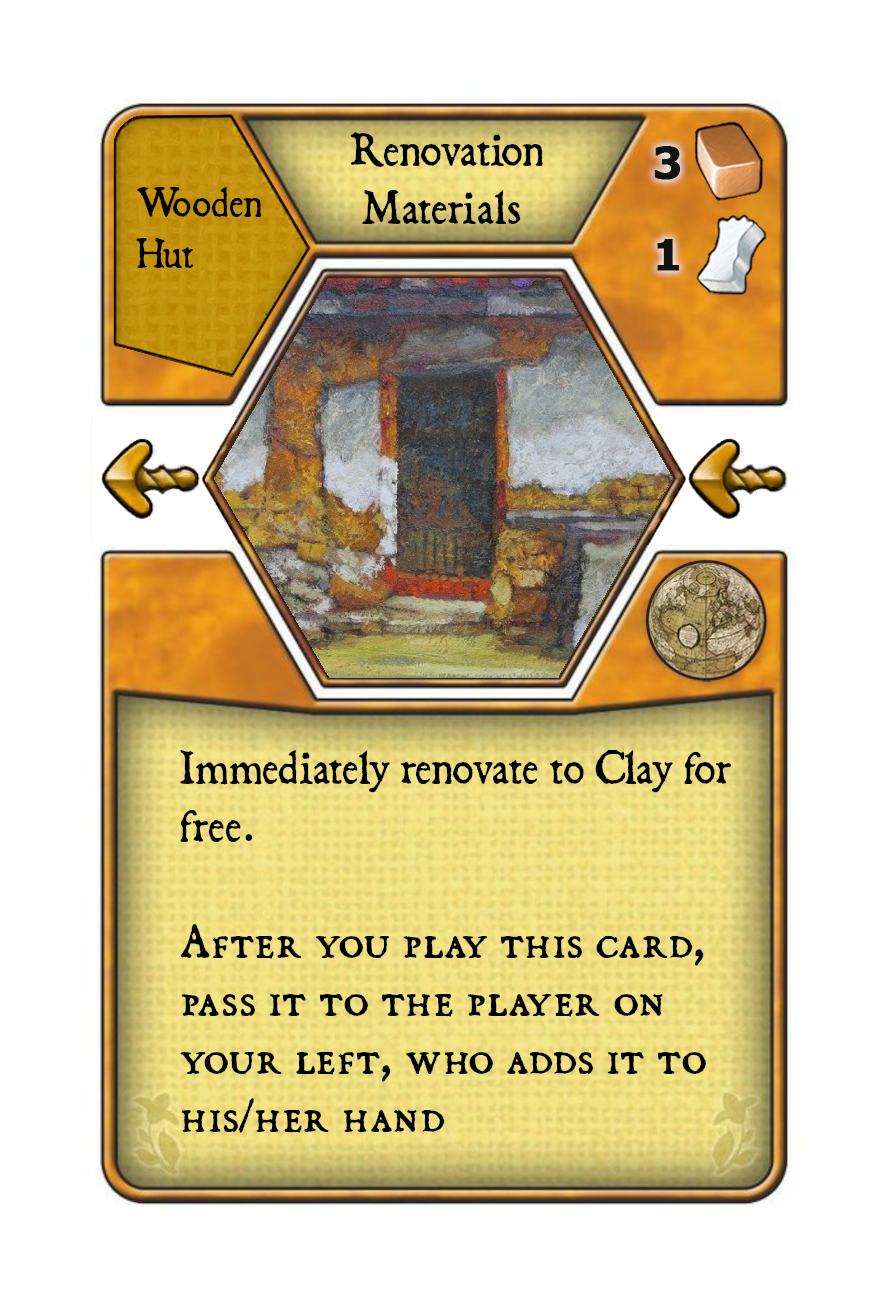 Renovation
Materials
Wooden
Hut
3
1
Immediately renovate to Clay for
free.
After you play this card,
pass it to the player on
your left, who adds it to
his/her hand